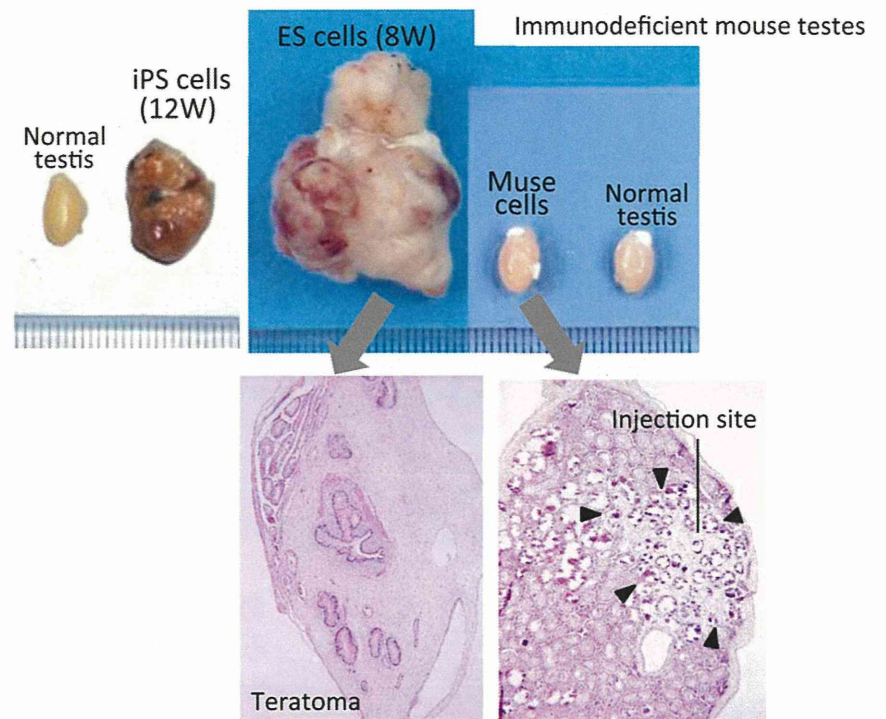 Immunodeficient mouse testes
ES cells (8W)
iPS cells
(12W)
Normal
testis
Muse
cells
Normal
testis
Injection site
Teratoma